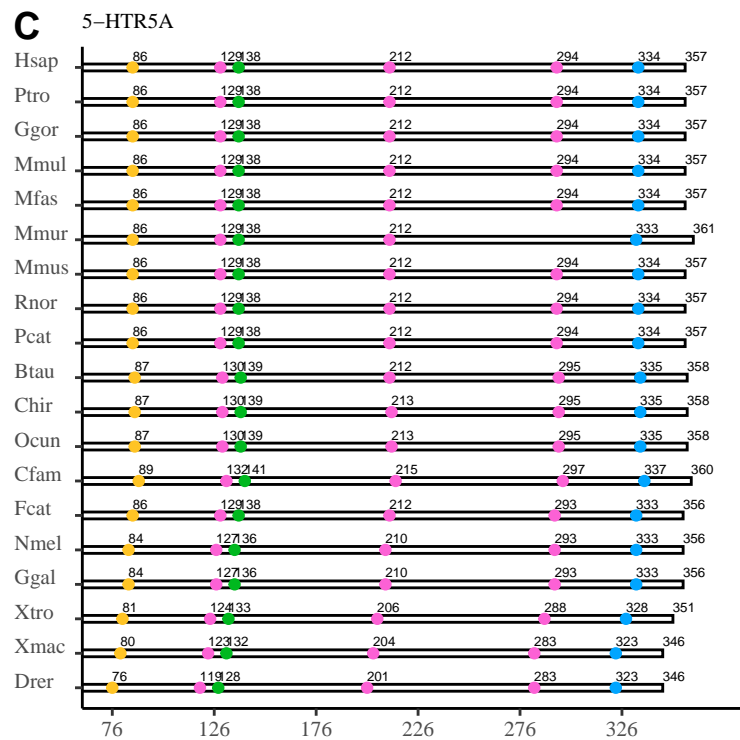 C 5-HTR5A
Hsap 86 129 138 212 294 334 357
Ptro 86 129 138 212 294 334 357
Ggor 86 129 138 212 294 334 357
Mmul 86 129 138 212 294 334 357
Mfas 86 129 138 212 294 334 357
Mmur 86 129 138 212 333 361
Mmus 86 129 138 212 294 334 357
Rnor 86 129 138 212 294 334 357
Pcat 86 129 138 212 294 334 357
Btau 87 130 139 212 295 335 358
Chir 87 130 139 213 295 335 358
Ocun 87 130 139 213 295 335 358
Cfam 89 132 141 215 297 337 360
Fcat 86 129 138 212 293 333 356
Nmel 84 127 136 210 293 333 356
Ggal 84 127 136 210 293 333 356
Xtro 81 124 133 206 288 328 351
Xmac 80 123 132 204 283 323 346
Drer 76 119 128 201 283 323 346
76 126 176 226 276 326